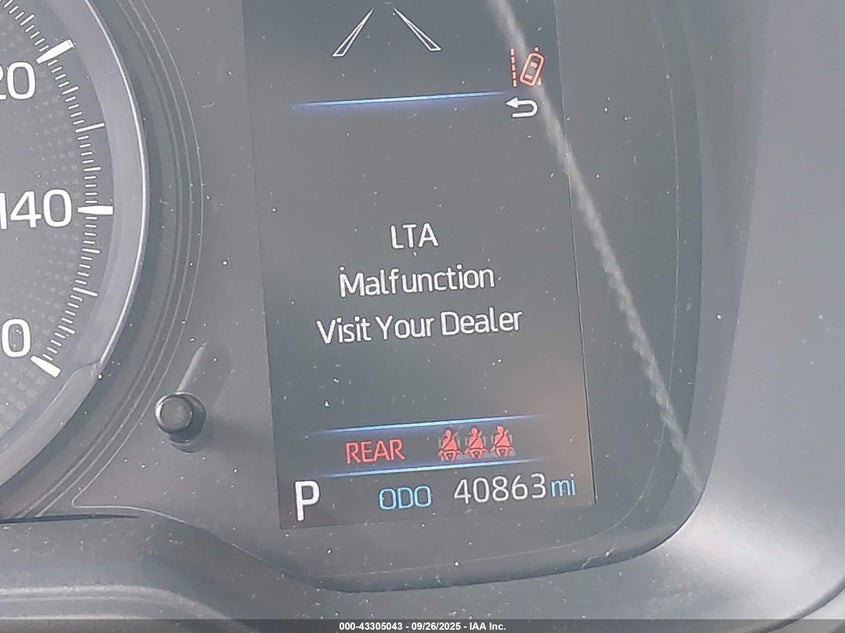 20
140
0
LTA
Malfunction
Visit Your Dealer
REAR
P ODO 40863 mi
000-43305043 - 09/26/2025 - IAA Inc.